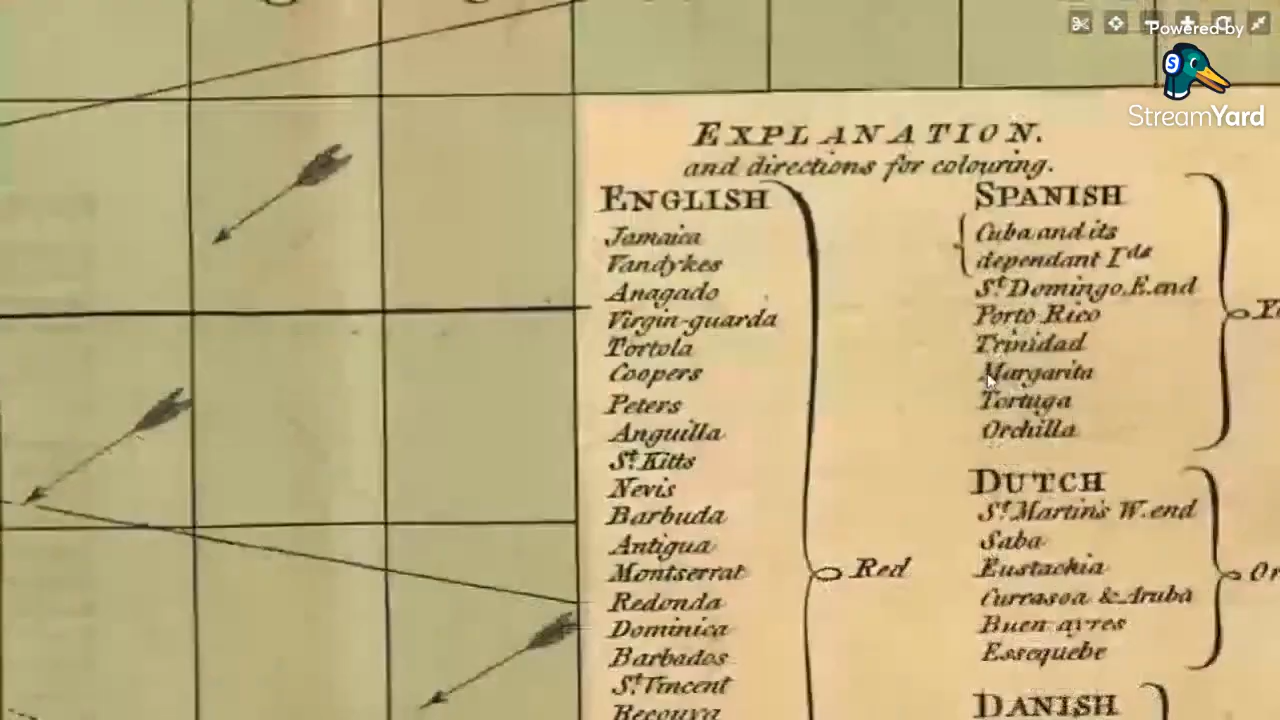 Powered by
StreamYard
EXPLANATION.
and directions for colouring.
ENGLISH
Jamaica
Vandykes
Anagado
Virgin-guarda
Tortola
Coopers
Peters
Anguilla
St. Kitts
Nevis
Barbuda
Antigua
Montserrat
Redonda
Dominica
Barbados
St. Vincent
Becouya
Red
SPANISH
Cuba and its
dependant Ids
St. Domingo, E. end
Porto Rico
Trinidad
Margarita
Tortuga
Orchilla
DUTCH
St. Martin's W. end
Saba
Eustachia
Currasoa & Aruba
Buen ayres
Essequebe
DANISH